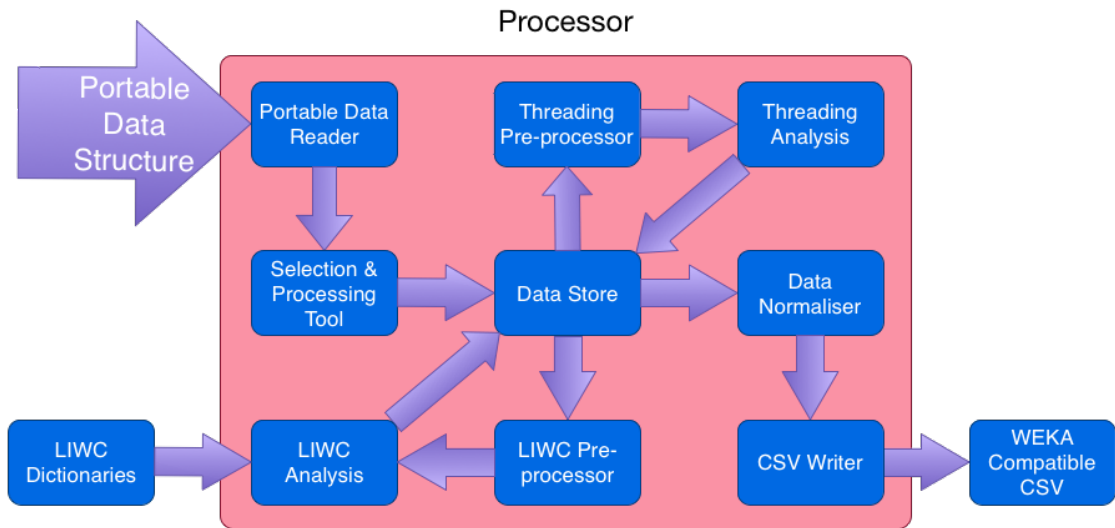 Processor
Portable
Data
Structure
Portable Data
Reader
Threading
Pre-processor
Threading
Analysis
Selection &
Processing
Tool
Data Store
Data
Normaliser
LIWC
Dictionaries
LIWC
Analysis
LIWC Pre-
processor
CSV Writer
WEKA
Compatible
CSV